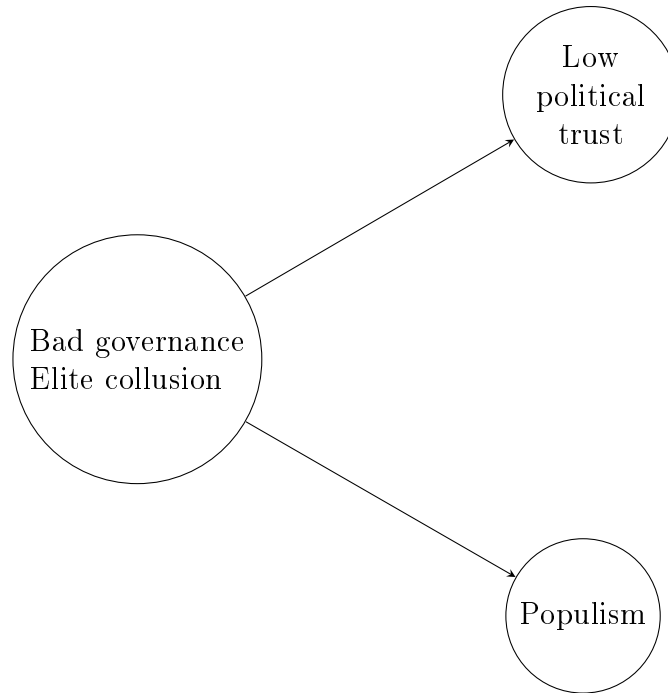 Low
political
trust
Bad governance
Elite collusion
Populism